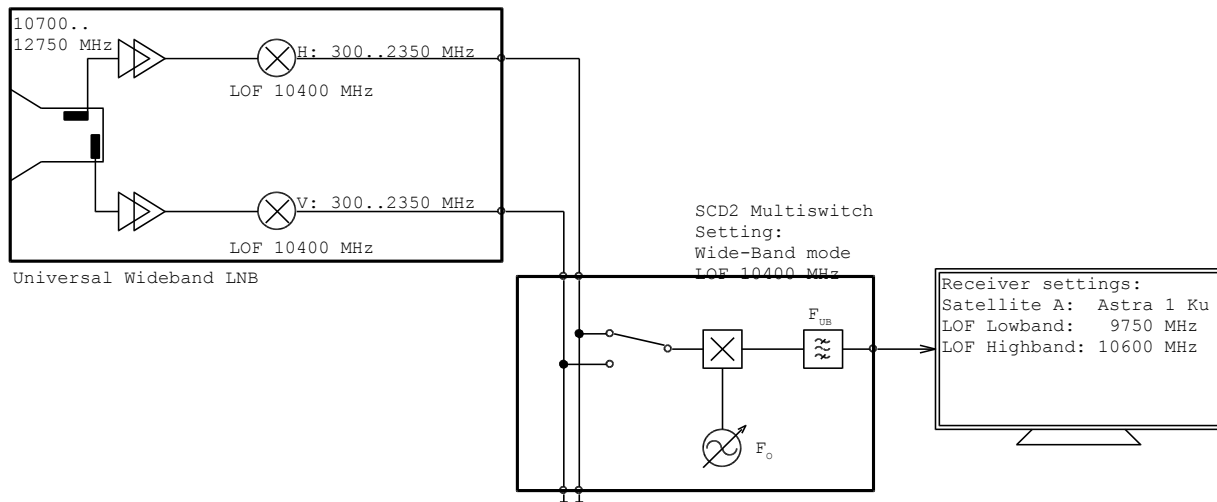 10700..
12750 MHz
H: 300..2350 MHz
LOF 10400 MHz
V: 300..2350 MHz
LOF 10400 MHz
Universal Wideband LNB
SCD2 Multiswitch
Setting:
Wide-Band mode
LOF 10400 MHz
F_UB
F_O
Receiver settings:
Satellite A: Astra 1 Ku
LOF Lowband: 9750 MHz
LOF Highband: 10600 MHz